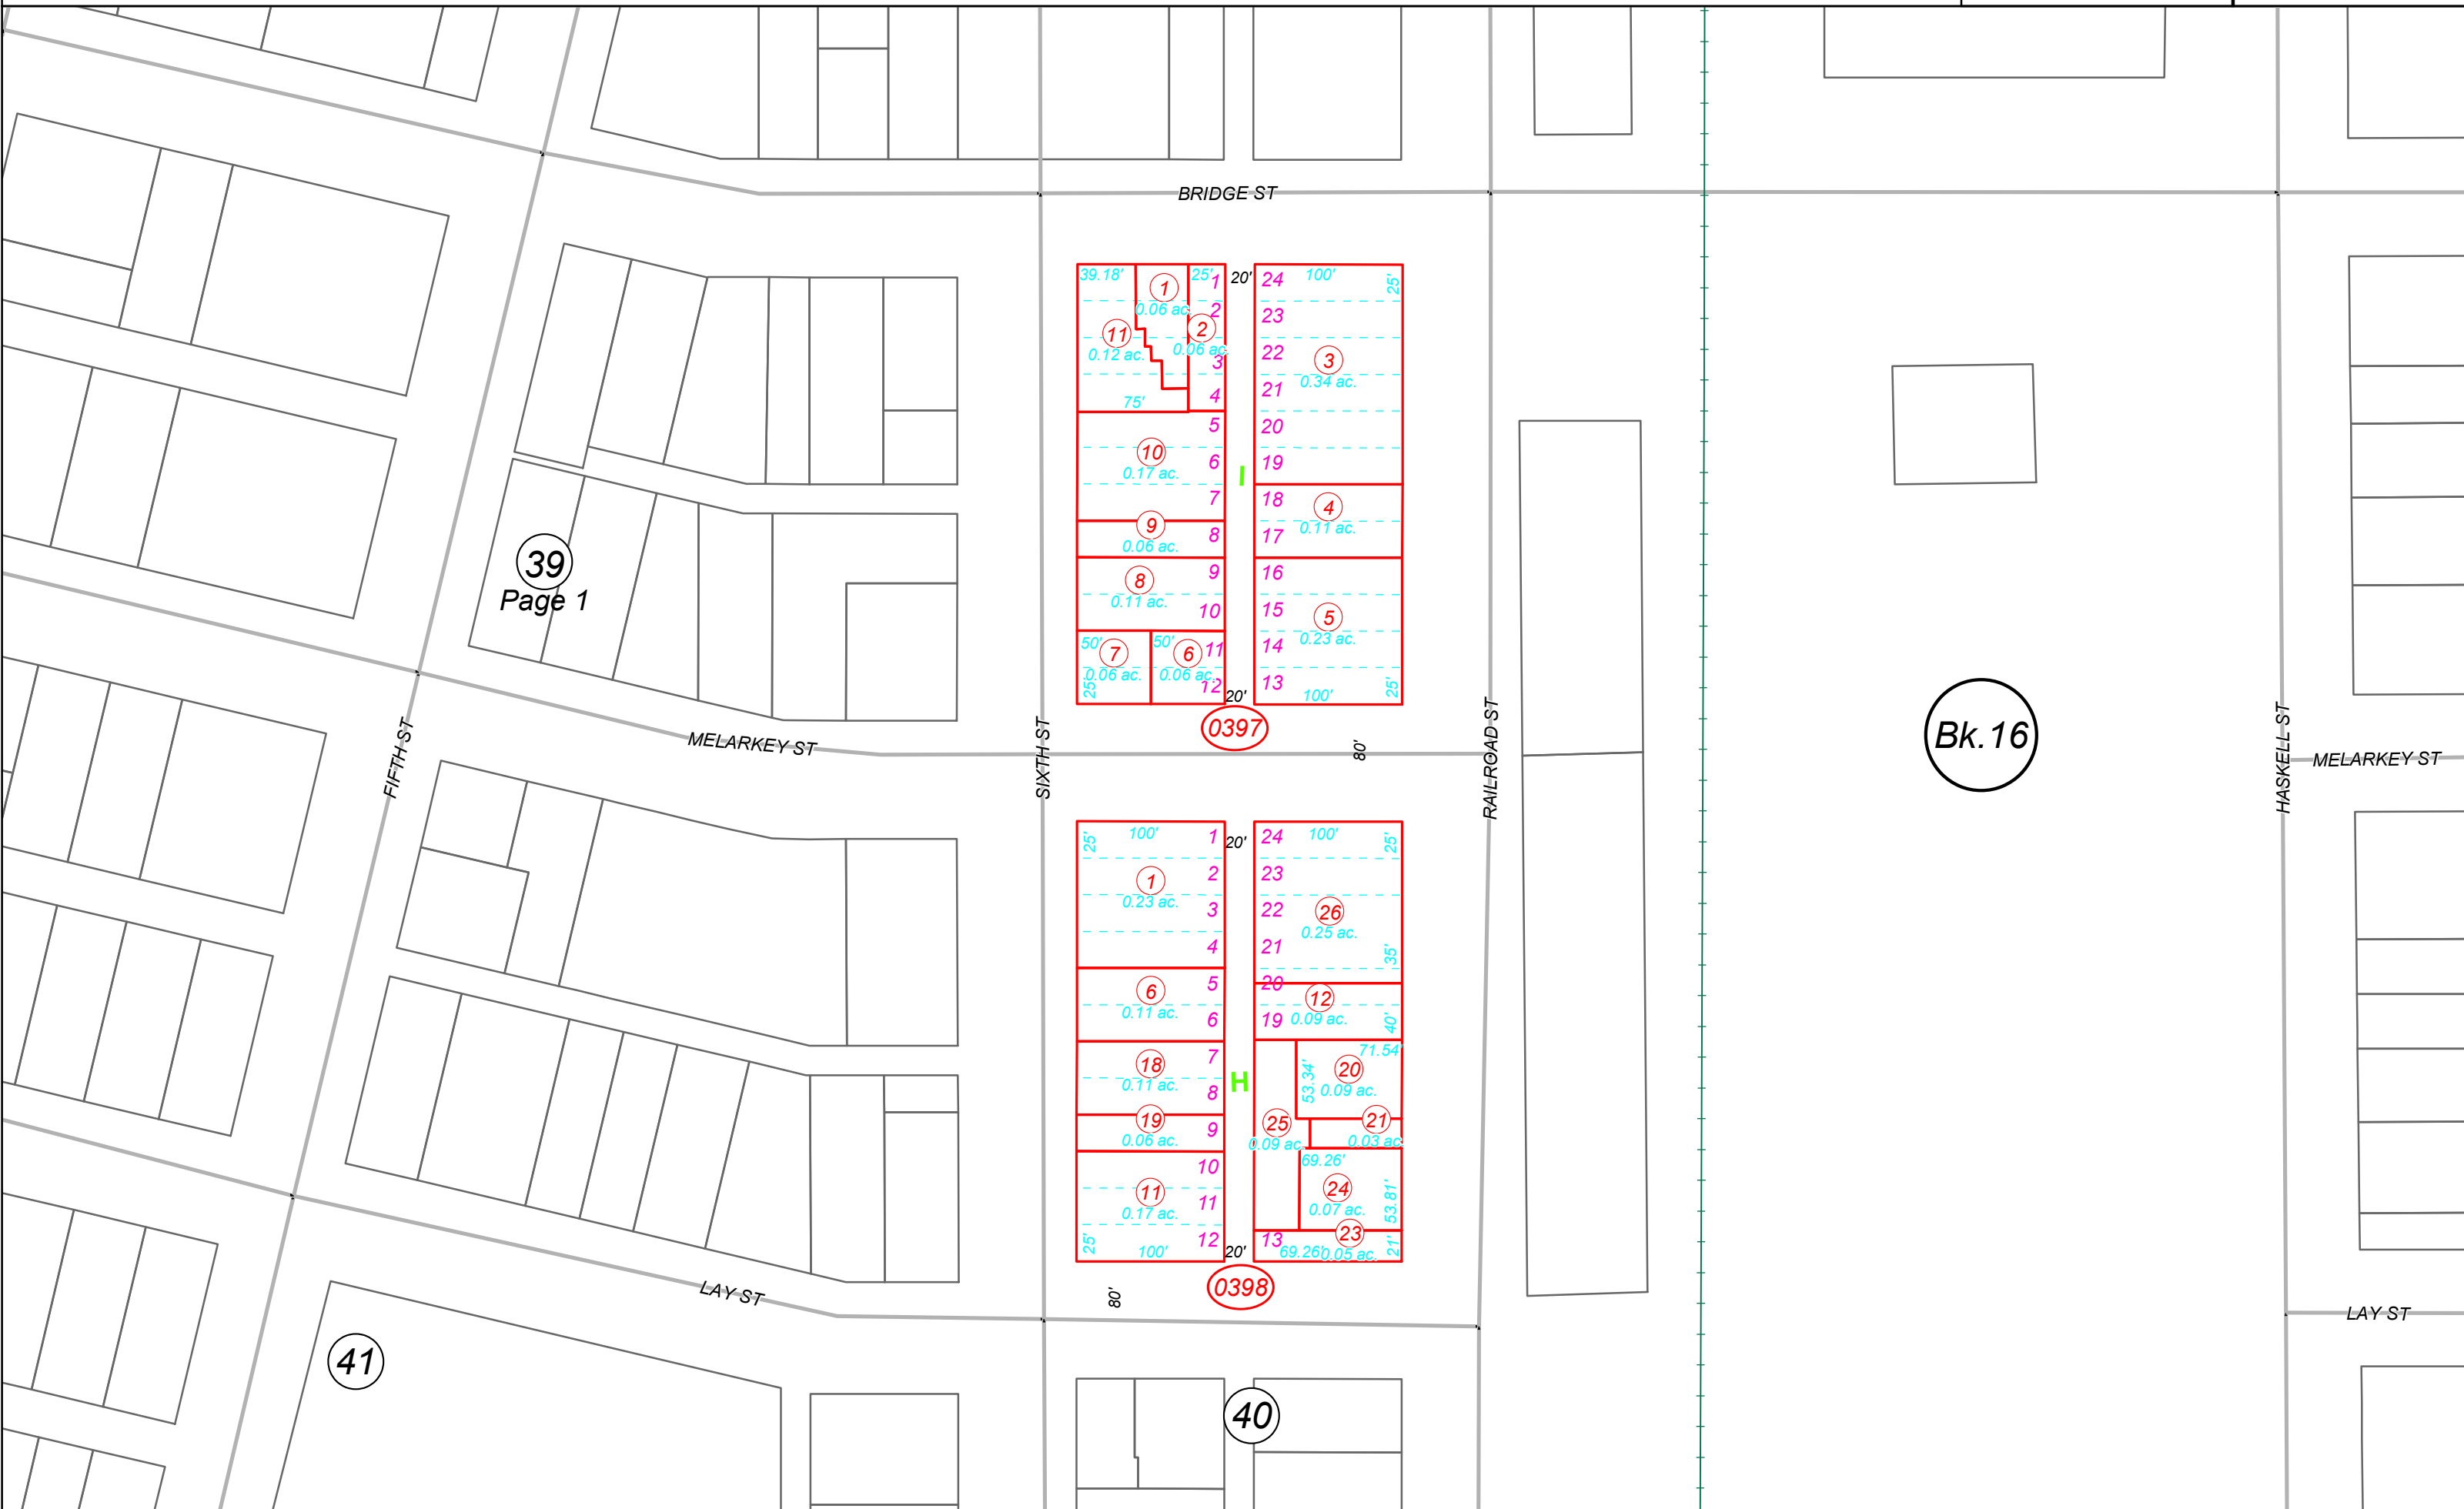 BRIDGE ST
39.18'
1
0.06 ac.
25'
1
20'
2
2
0.06 ac.
11
0.12 ac.
3
4
75'
5
10
0.17 ac.
6
7
9
0.06 ac.
8
8
0.11 ac.
9
10
50'
7
0.06 ac.
25'
50'
6
0.06 ac.
11
12
20'
I
24
100'
25'
23
22
3
0.34 ac.
21
20
19
18
4
0.11 ac.
17
16
15
5
0.23 ac.
14
13
100'
25'
0397
39
Page 1
MELARKEY ST
80'
FIFTH ST
SIXTH ST
RAILROAD ST
Bk.16
HASKELL ST
MELARKEY ST
25'
100'
1
20'
2
1
0.23 ac.
3
4
5
6
0.11 ac.
6
7
18
0.11 ac.
8
19
0.06 ac.
9
10
11
0.17 ac.
11
12
25'
100'
20'
H
24
100'
25'
23
22
26
0.25 ac.
21
35'
20
12
0.09 ac.
19
40'
71.54'
53.34'
20
0.09 ac.
25
0.09 ac.
21
0.03 ac.
69.26'
24
0.07 ac.
53.81'
23
13
69.26'
0.05 ac.
21'
0398
80'
LAY ST
LAY ST
41
40